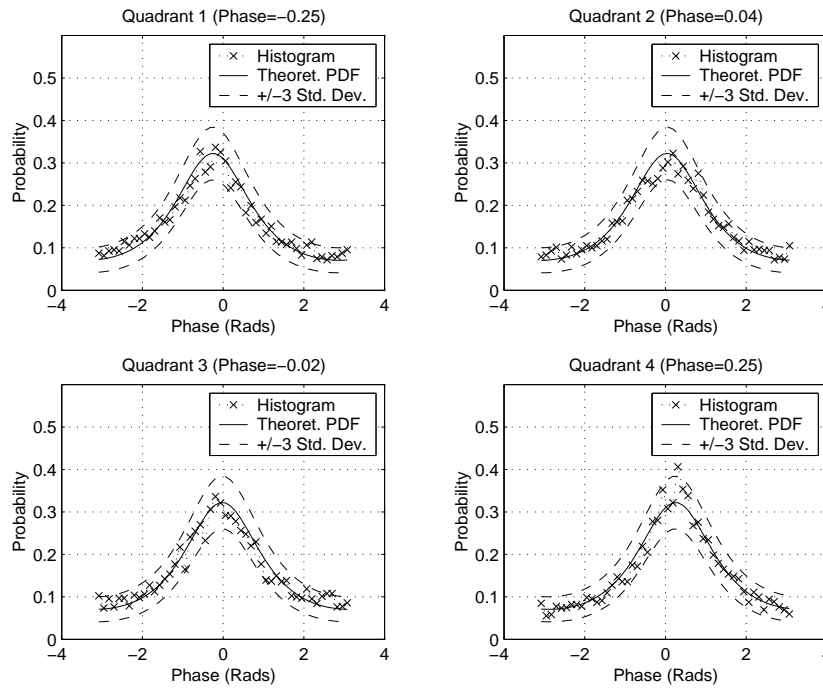 Quadrant 1 (Phase=−0.25)
Probability
0.5
0.4
0.3
0.2
0.1
0
Histogram
Theoret. PDF
+/−3 Std. Dev.
−4 −2 0 2 4
Phase (Rads)
Quadrant 2 (Phase=0.04)
Probability
0.5
0.4
0.3
0.2
0.1
0
Histogram
Theoret. PDF
+/−3 Std. Dev.
−4 −2 0 2 4
Phase (Rads)
Quadrant 3 (Phase=−0.02)
Probability
0.5
0.4
0.3
0.2
0.1
0
Histogram
Theoret. PDF
+/−3 Std. Dev.
−4 −2 0 2 4
Phase (Rads)
Quadrant 4 (Phase=0.25)
Probability
0.5
0.4
0.3
0.2
0.1
0
Histogram
Theoret. PDF
+/−3 Std. Dev.
−4 −2 0 2 4
Phase (Rads)